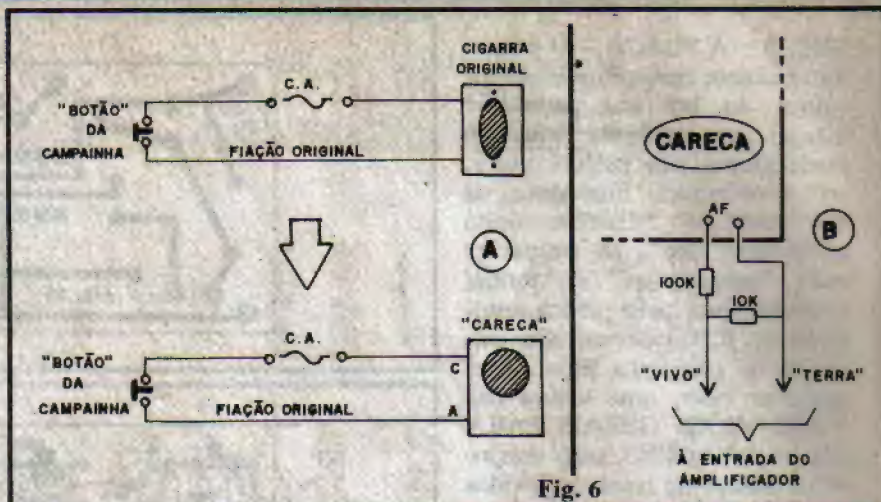 CIGARRA
ORIGINAL
C.A.
"BOTÃO"
DA
CAMPAINHA
FIAÇÃO ORIGINAL
A
"CARECA"
C.A.
C
"BOTÃO"
DA
CAMPAINHA
FIAÇÃO ORIGINAL
A
CARECA
AF
B
100K
10K
"VIVO"
"TERRA"
À ENTRADA DO
AMPLIFICADOR
Fig. 6